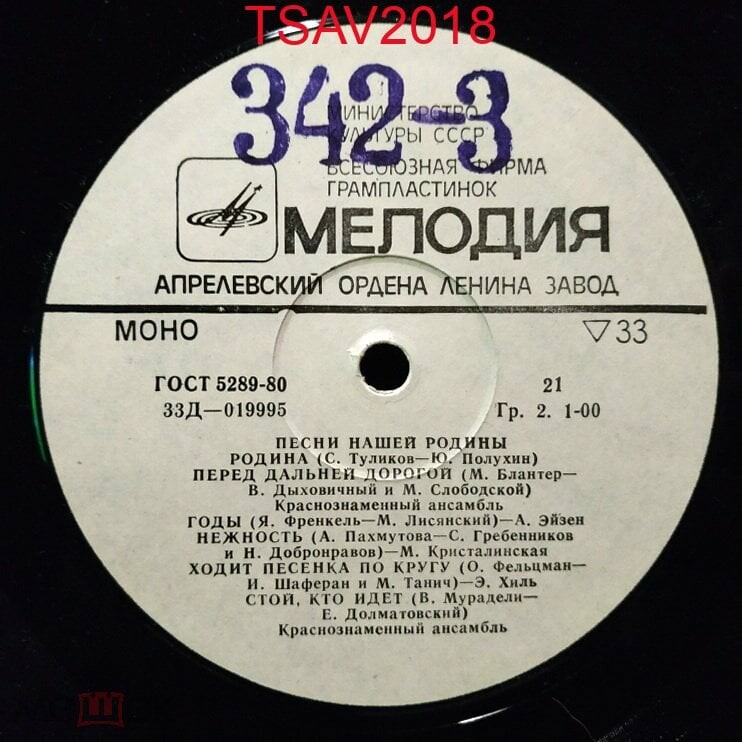 TSAV2018
342-3
МИНИСТЕРСТВО
КУЛЬТУРЫ СССР
ВСЕСОЮЗНАЯ ФИРМА
ГРАМПЛАСТИНОК
МЕЛОДИЯ
АПРЕЛЕВСКИЙ ОРДЕНА ЛЕНИНА ЗАВОД
МОНО ▽33
ГОСТ 5289-80 21
33Д—019995 Гр. 2. 1-00
ПЕСНИ НАШЕЙ РОДИНЫ
РОДИНА (С. Туликов—Ю. Полухин)
ПЕРЕД ДАЛЬНЕЙ ДОРОГОЙ (М. Блантер—
В. Дыховичный и М. Слободской)
Краснознаменный ансамбль
ГОДЫ (Я. Френкель—М. Лисянский)—А. Эйзен
НЕЖНОСТЬ (А. Пахмутова—С. Гребенников
и Н. Добронравов)—М. Кристалинская
ХОДИТ ПЕСЕНКА ПО КРУГУ (О. Фельцман—
И. Шаферан и М. Танич)—Э. Хиль
СТОЙ, КТО ИДЕТ (В. Мурадели—
Е. Долматовский)
Краснознаменный ансамбль